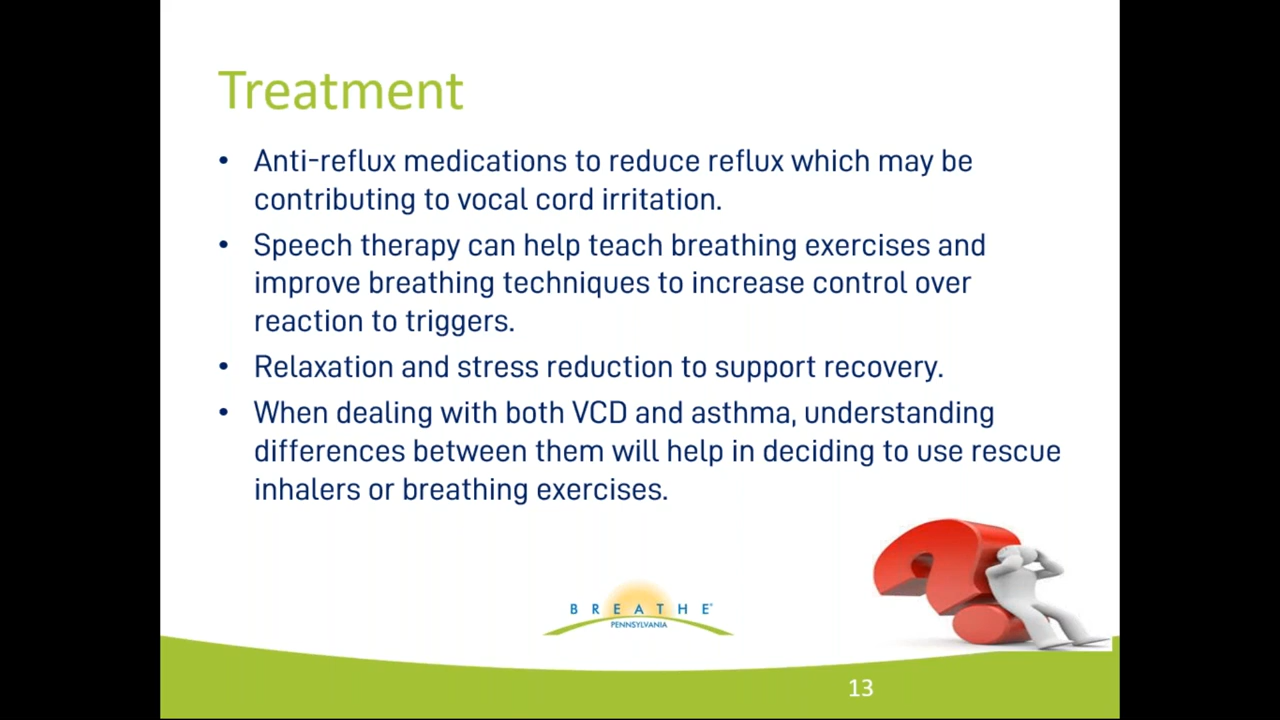 Treatment
• Anti-reflux medications to reduce reflux which may be
contributing to vocal cord irritation.
• Speech therapy can help teach breathing exercises and
improve breathing techniques to increase control over
reaction to triggers.
• Relaxation and stress reduction to support recovery.
• When dealing with both VCD and asthma, understanding
differences between them will help in deciding to use rescue
inhalers or breathing exercises.
BREATHE
PENNSYLVANIA
13